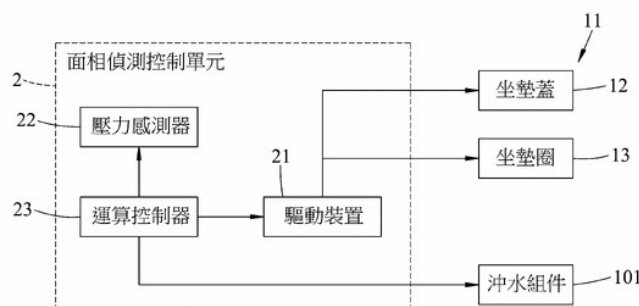 11
面相偵測控制單元
2
坐墊蓋
12
22
壓力感測器
21
坐墊圈
13
23
運算控制器
驅動裝置
沖水組件
101